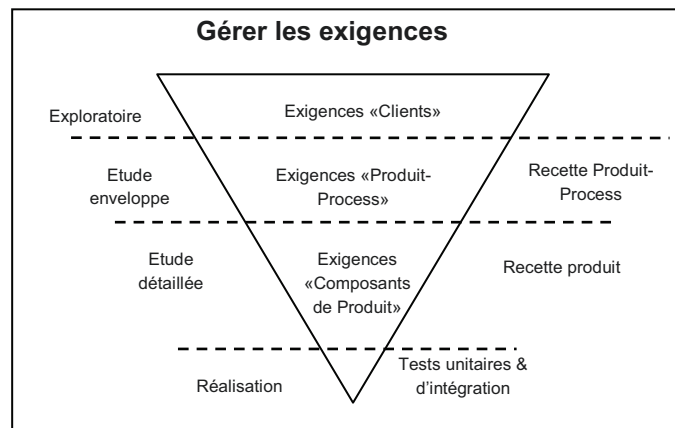 Gérer les exigences
Exploratoire
Exigences «Clients»
Etude
enveloppe
Exigences «Produit-
Process»
Recette Produit-
Process
Etude
détaillée
Exigences
«Composants
de Produit»
Recette produit
Réalisation
Tests unitaires &
d'intégration